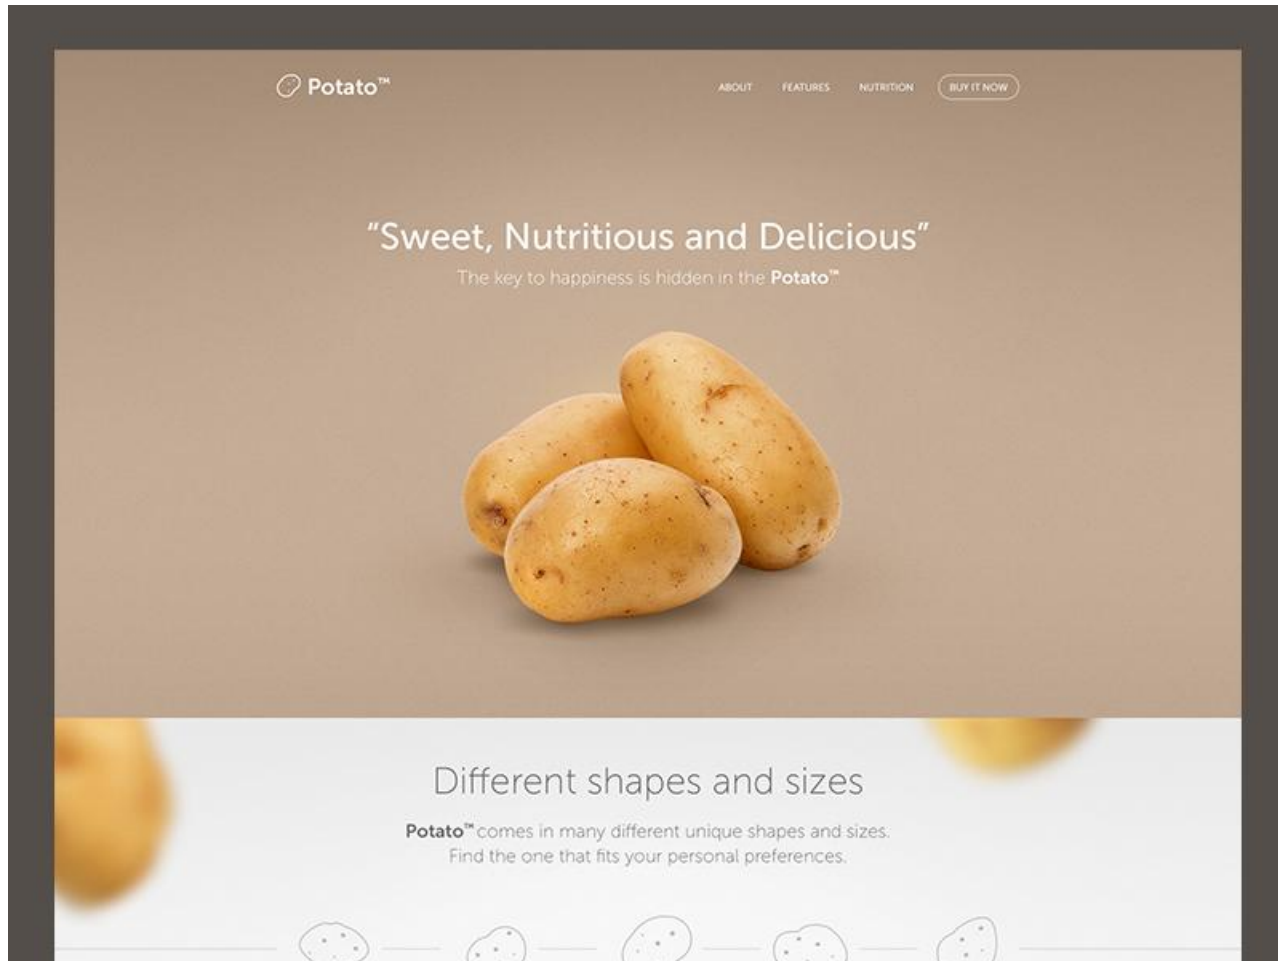 Potato™
ABOUT
FEATURES
NUTRITION
BUY IT NOW
“Sweet, Nutritious and Delicious”
The key to happiness is hidden in the Potato™
Different shapes and sizes
Potato™ comes in many different unique shapes and sizes.
Find the one that fits your personal preferences.